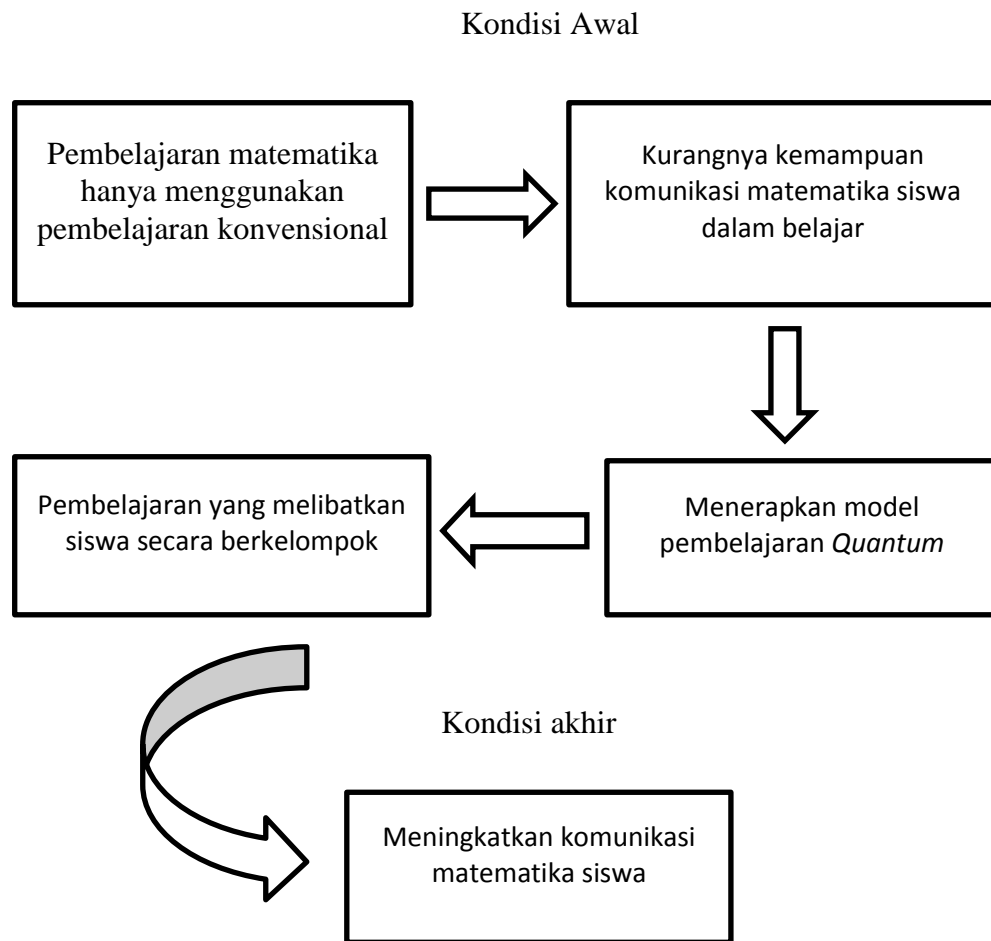 Kondisi Awal
Pembelajaran matematika
hanya menggunakan
pembelajaran konvensional
Kurangnya kemampuan
komunikasi matematika siswa
dalam belajar
Menerapkan model
pembelajaran Quantum
Pembelajaran yang melibatkan
siswa secara berkelompok
Kondisi akhir
Meningkatkan komunikasi
matematika siswa